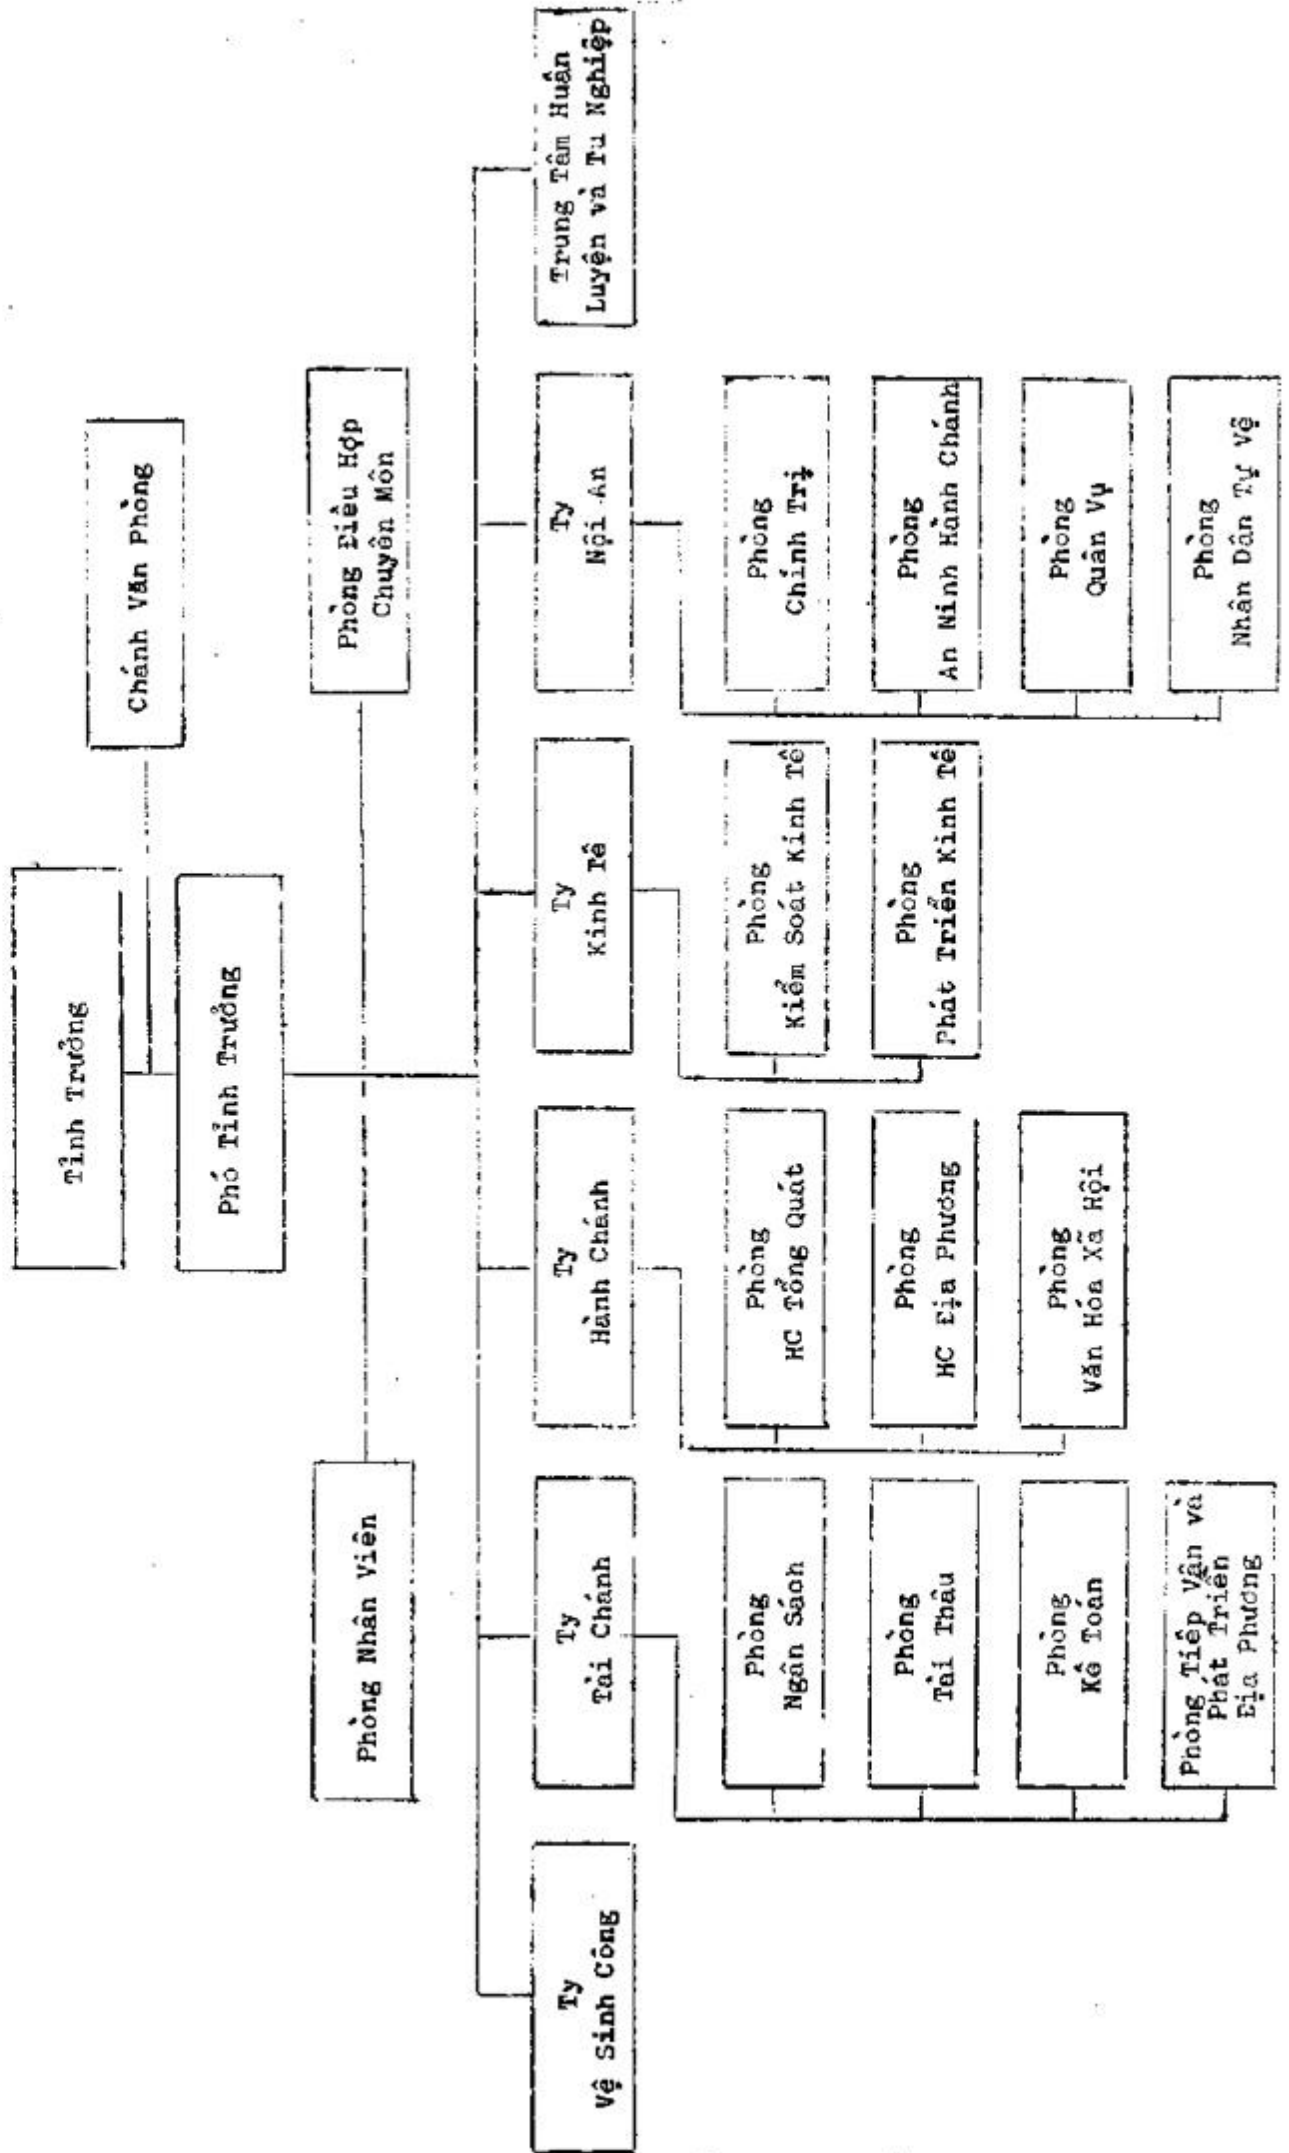 Tỉnh Trưởng
Chánh Văn Phòng
Phó Tỉnh Trưởng
Phòng Nhân Viên
Phòng Điều Hợp
Chuyên Môn
Ty
Vệ Sinh Công
Ty
Tài Chánh
Ty
Hành Chánh
Ty
Kinh Tế
Ty
Nội An
Trung Tâm Huấn
Luyện và Tu Nghiệp
Phòng
Ngân Sách
Phòng
Tài Thâu
Phòng
Kế Toán
Phòng Tiếp Vận và
Phát Triển
Địa Phương
Phòng
HC Tổng Quát
Phòng
HC Địa Phương
Phòng
Văn Hóa Xã Hội
Phòng
Kiểm Soát Kinh Tế
Phòng
Phát Triển Kinh Tế
Phòng
Chính Trị
Phòng
An Ninh Hành Chánh
Phòng
Quân Vụ
Phòng
Nhân Dân Tự Vệ